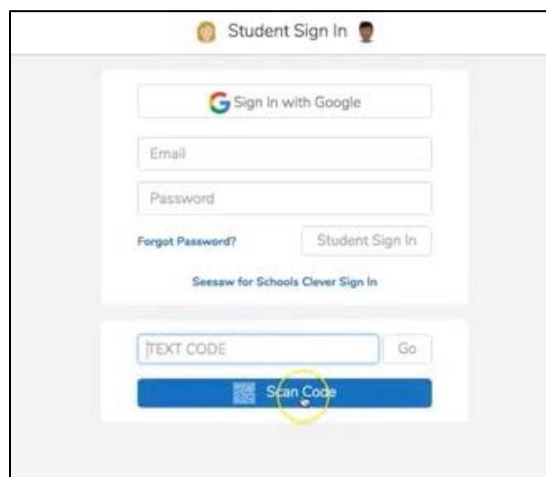 Student Sign In
Sign In with Google
Email
Password
Forgot Password? Student Sign In
Seesaw for Schools Clever Sign In
TEXT CODE Go
Scan Code